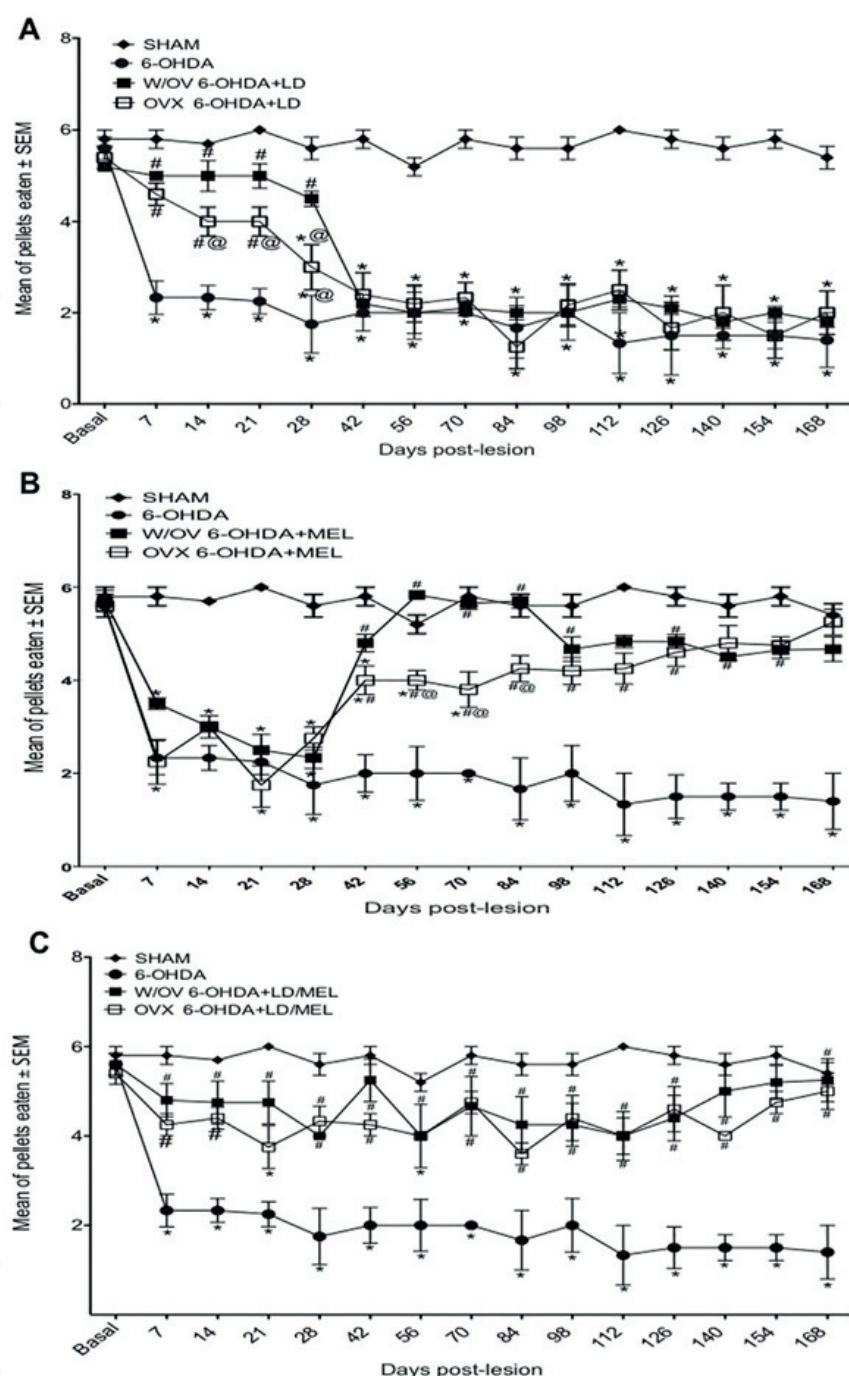 A
8
6
4
2
0
SHAM
6-OHDA
W/OV 6-OHDA+LD
OVX 6-OHDA+LD
Mean of pellets eaten ± SEM
# # # #
# #@ #@ *@ *@
* * * * * * * * * *
* * * * * * * * * * * * * *
Basal 7 14 21 28 42 56 70 84 98 112 126 140 154 168
Days post-lesion
B
8
6
4
2
0
SHAM
6-OHDA
W/OV 6-OHDA+MEL
OVX 6-OHDA+MEL
Mean of pellets eaten ± SEM
# # # # # # #
*# *#@ *#@ #@ # # # #
* * * * * * * * * * * * * *
Basal 7 14 21 28 42 56 70 84 98 112 126 140 154 168
Days post-lesion
C
8
6
4
2
SHAM
6-OHDA
W/OV 6-OHDA+LD/MEL
OVX 6-OHDA+LD/MEL
Mean of pellets eaten ± SEM
# # # # # # # # # #
# # * # * # # # # # # # #
* * * * * * * * * * * * * *
Basal 7 14 21 28 42 56 70 84 98 112 126 140 154 168
Days post-lesion